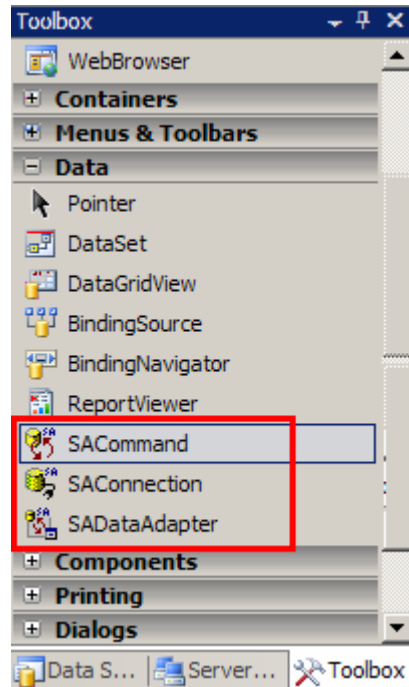 Toolbox
WebBrowser
Containers
Menus & Toolbars
Data
Pointer
DataSet
DataGridView
BindingSource
BindingNavigator
ReportViewer
SACommand
SAConnection
SADataAdapter
Components
Printing
Dialogs
Data S... Server... Toolbox